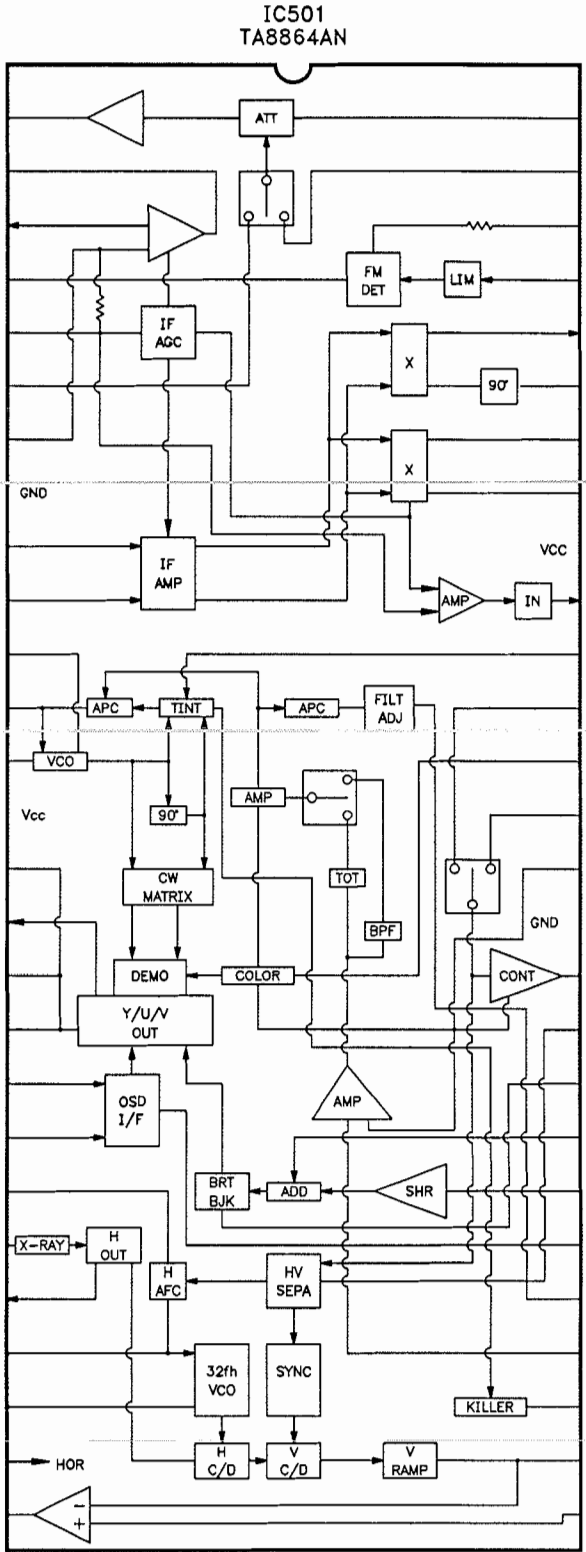 IC501
TA8864AN
ATT
FM
DET
LIM
IF
AGC
X
90°
X
GND
IF
AMP
VCC
AMP
IN
APC
TINT
APC
FILT
ADJ
VCO
AMP
90°
Vcc
CW
MATRIX
TOT
BPF
GND
DEMO
COLOR
CONT
Y/U/V
OUT
OSD
I/F
AMP
BRT
BJK
ADD
SHR
X-RAY
H
OUT
H
AFC
HV
SEPA
32fh
VCO
SYNC
KILLER
HOR
H
C/D
V
C/D
V
RAMP
−
+